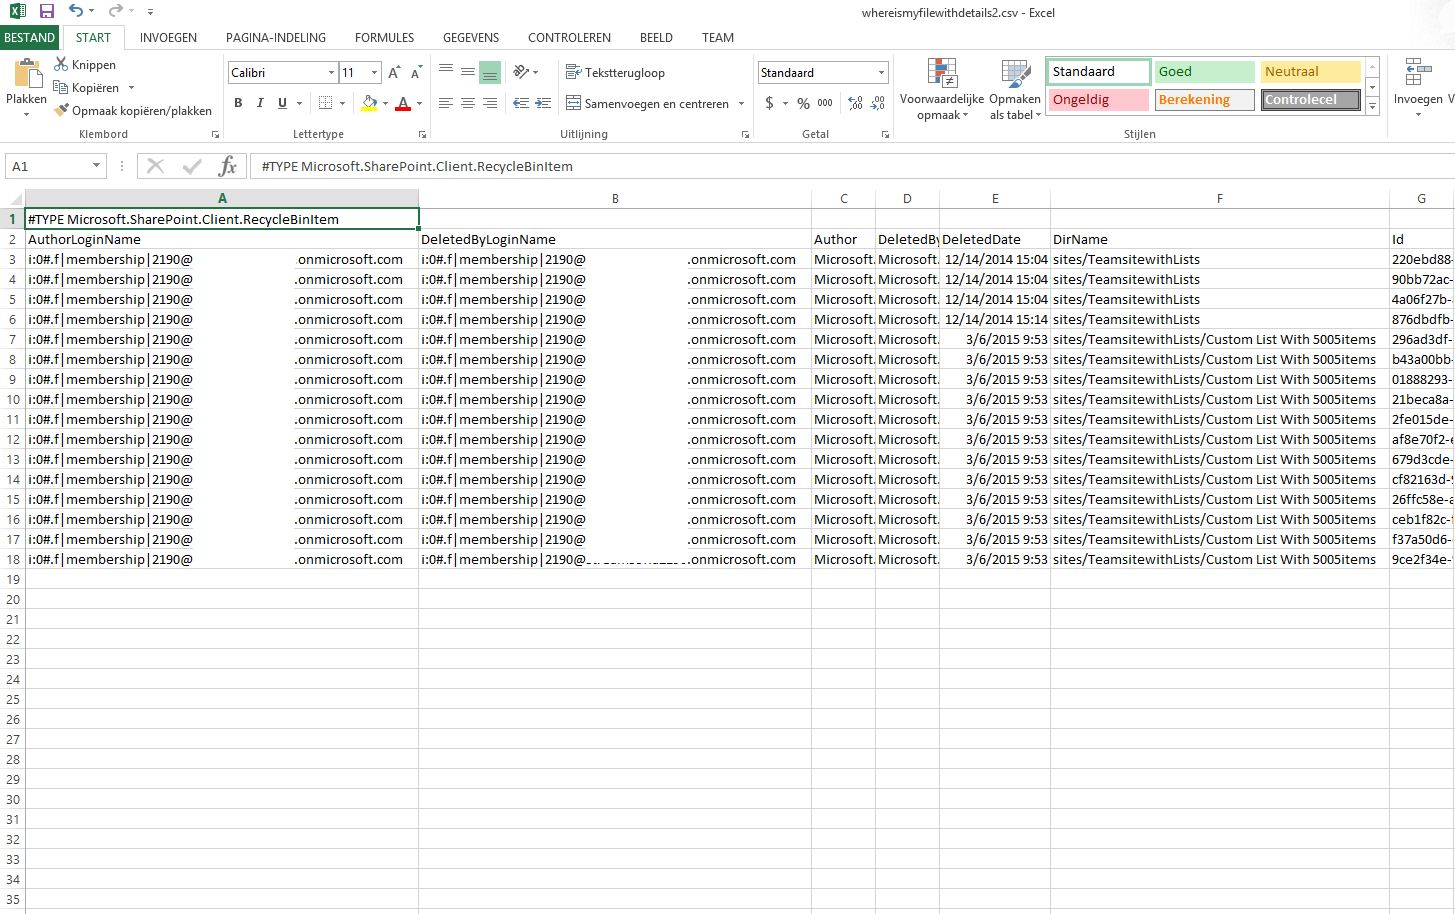 whereismyfilewithdetails2.csv - Excel
BESTAND START INVOEGEN PAGINA-INDELING FORMULES GEGEVENS CONTROLEREN BEELD TEAM
Plakken
Knippen
Kopiëren
Opmaak kopiëren/plakken
Klembord
Calibri 11
B I U
Lettertype
Tekstterugloop
Samenvoegen en centreren
Uitlijning
Standaard
$ % 000
Getal
Voorwaardelijke opmaak
Opmaken als tabel
Standaard Goed Neutraal
Ongeldig Berekening Controlecel
Stijlen
Invoegen V
A1 fx #TYPE Microsoft.SharePoint.Client.RecycleBinItem
A B C D E F G
1 #TYPE Microsoft.SharePoint.Client.RecycleBinItem
2 AuthorLoginName DeletedByLoginName Author DeletedBy DeletedDate DirName Id
3 i:0#.f|membership|2190@ .onmicrosoft.com i:0#.f|membership|2190@ .onmicrosoft.com Microsoft. Microsoft. 12/14/2014 15:04 sites/TeamsitewithLists 220ebd88-
4 i:0#.f|membership|2190@ .onmicrosoft.com i:0#.f|membership|2190@ .onmicrosoft.com Microsoft. Microsoft. 12/14/2014 15:04 sites/TeamsitewithLists 90bb72ac-
5 i:0#.f|membership|2190@ .onmicrosoft.com i:0#.f|membership|2190@ .onmicrosoft.com Microsoft. Microsoft. 12/14/2014 15:04 sites/TeamsitewithLists 4a06f27b-
6 i:0#.f|membership|2190@ .onmicrosoft.com i:0#.f|membership|2190@ .onmicrosoft.com Microsoft. Microsoft. 12/14/2014 15:14 sites/TeamsitewithLists 876dbdfb-
7 i:0#.f|membership|2190@ .onmicrosoft.com i:0#.f|membership|2190@ .onmicrosoft.com Microsoft. Microsoft. 3/6/2015 9:53 sites/TeamsitewithLists/Custom List With 5005items 296ad3df-
8 i:0#.f|membership|2190@ .onmicrosoft.com i:0#.f|membership|2190@ .onmicrosoft.com Microsoft. Microsoft. 3/6/2015 9:53 sites/TeamsitewithLists/Custom List With 5005items b43a00bb-
9 i:0#.f|membership|2190@ .onmicrosoft.com i:0#.f|membership|2190@ .onmicrosoft.com Microsoft. Microsoft. 3/6/2015 9:53 sites/TeamsitewithLists/Custom List With 5005items 01888293-
10 i:0#.f|membership|2190@ .onmicrosoft.com i:0#.f|membership|2190@ .onmicrosoft.com Microsoft. Microsoft. 3/6/2015 9:53 sites/TeamsitewithLists/Custom List With 5005items 21beca8a-
11 i:0#.f|membership|2190@ .onmicrosoft.com i:0#.f|membership|2190@ .onmicrosoft.com Microsoft. Microsoft. 3/6/2015 9:53 sites/TeamsitewithLists/Custom List With 5005items 2fe015de-
12 i:0#.f|membership|2190@ .onmicrosoft.com i:0#.f|membership|2190@ .onmicrosoft.com Microsoft. Microsoft. 3/6/2015 9:53 sites/TeamsitewithLists/Custom List With 5005items af8e70f2-
13 i:0#.f|membership|2190@ .onmicrosoft.com i:0#.f|membership|2190@ .onmicrosoft.com Microsoft. Microsoft. 3/6/2015 9:53 sites/TeamsitewithLists/Custom List With 5005items 679d3cde-
14 i:0#.f|membership|2190@ .onmicrosoft.com i:0#.f|membership|2190@ .onmicrosoft.com Microsoft. Microsoft. 3/6/2015 9:53 sites/TeamsitewithLists/Custom List With 5005items cf82163d-
15 i:0#.f|membership|2190@ .onmicrosoft.com i:0#.f|membership|2190@ .onmicrosoft.com Microsoft. Microsoft. 3/6/2015 9:53 sites/TeamsitewithLists/Custom List With 5005items 26ffc58e-
16 i:0#.f|membership|2190@ .onmicrosoft.com i:0#.f|membership|2190@ .onmicrosoft.com Microsoft. Microsoft. 3/6/2015 9:53 sites/TeamsitewithLists/Custom List With 5005items ceb1f82c-
17 i:0#.f|membership|2190@ .onmicrosoft.com i:0#.f|membership|2190@ .onmicrosoft.com Microsoft. Microsoft. 3/6/2015 9:53 sites/TeamsitewithLists/Custom List With 5005items f37a50d6-
18 i:0#.f|membership|2190@ .onmicrosoft.com i:0#.f|membership|2190@ .onmicrosoft.com Microsoft. Microsoft. 3/6/2015 9:53 sites/TeamsitewithLists/Custom List With 5005items 9ce2f34e-
19
20
21
22
23
24
25
26
27
28
29
30
31
32
33
34
35